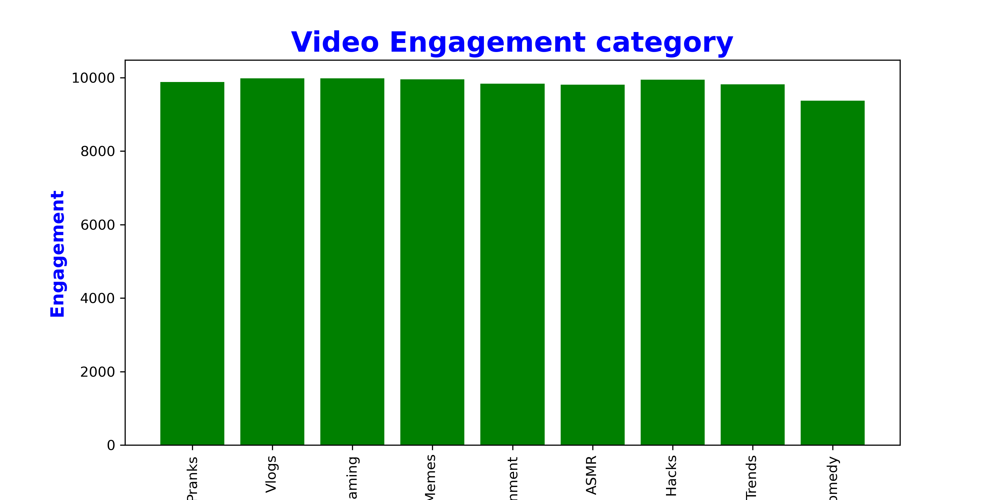 Video Engagement category
Engagement
10000
8000
6000
4000
2000
0
Pranks
Vlogs
aming
Memes
nment
ASMR
Hacks
Trends
omedy